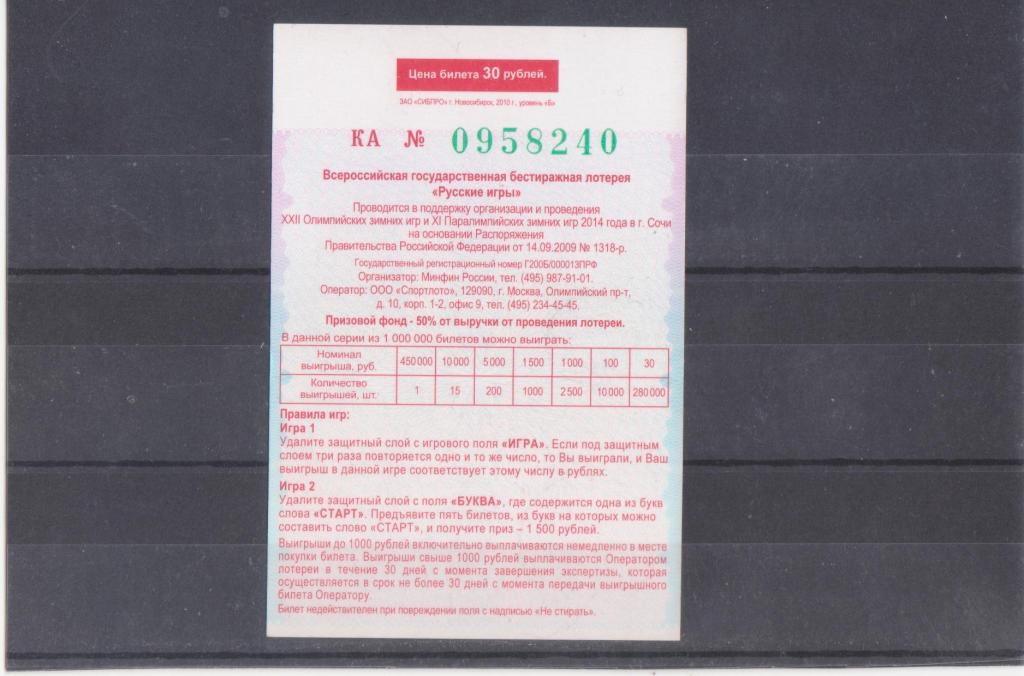 Цена билета 30 рублей.
ЗАО «СИБПРО» г. Новосибирск, 2010 г., уровень «Б»
КА № 0958240
Всероссийская государственная бестиражная лотерея
«Русские игры»
Проводится в поддержку организации и проведения
XXII Олимпийских зимних игр и XI Паралимпийских зимних игр 2014 года в г. Сочи
на основании Распоряжения
Правительства Российской Федерации от 14.09.2009 № 1318-р.
Государственный регистрационный номер Г200Б/000013ПРФ
Организатор: Минфин России, тел. (495) 987-91-01.
Оператор: ООО «Спортлото», 129090, г. Москва, Олимпийский пр-т,
д. 10, корп. 1-2, офис 9, тел. (495) 234-45-45.
Призовой фонд - 50% от выручки от проведения лотереи.
В данной серии из 1 000 000 билетов можно выиграть:
Номинал
выигрыша, руб. 450 000 10 000 5 000 1 500 1 000 100 30
Количество
выигрышей, шт. 1 15 200 1000 2 500 10 000 280 000
Правила игр:
Игра 1
Удалите защитный слой с игрового поля «ИГРА». Если под защитным
слоем три раза повторяется одно и то же число, то Вы выиграли, и Ваш
выигрыш в данной игре соответствует этому числу в рублях.
Игра 2
Удалите защитный слой с поля «БУКВА», где содержится одна из букв
слова «СТАРТ». Предъявите пять билетов, из букв на которых можно
составить слово «СТАРТ», и получите приз – 1 500 рублей.
Выигрыши до 1000 рублей включительно выплачиваются немедленно в месте
покупки билета. Выигрыши свыше 1000 рублей выплачиваются Оператором
лотереи в течение 30 дней с момента завершения экспертизы, которая
осуществляется в срок не более 30 дней с момента передачи выигрышного
билета Оператору.
Билет недействителен при повреждении поля с надписью «Не стирать».